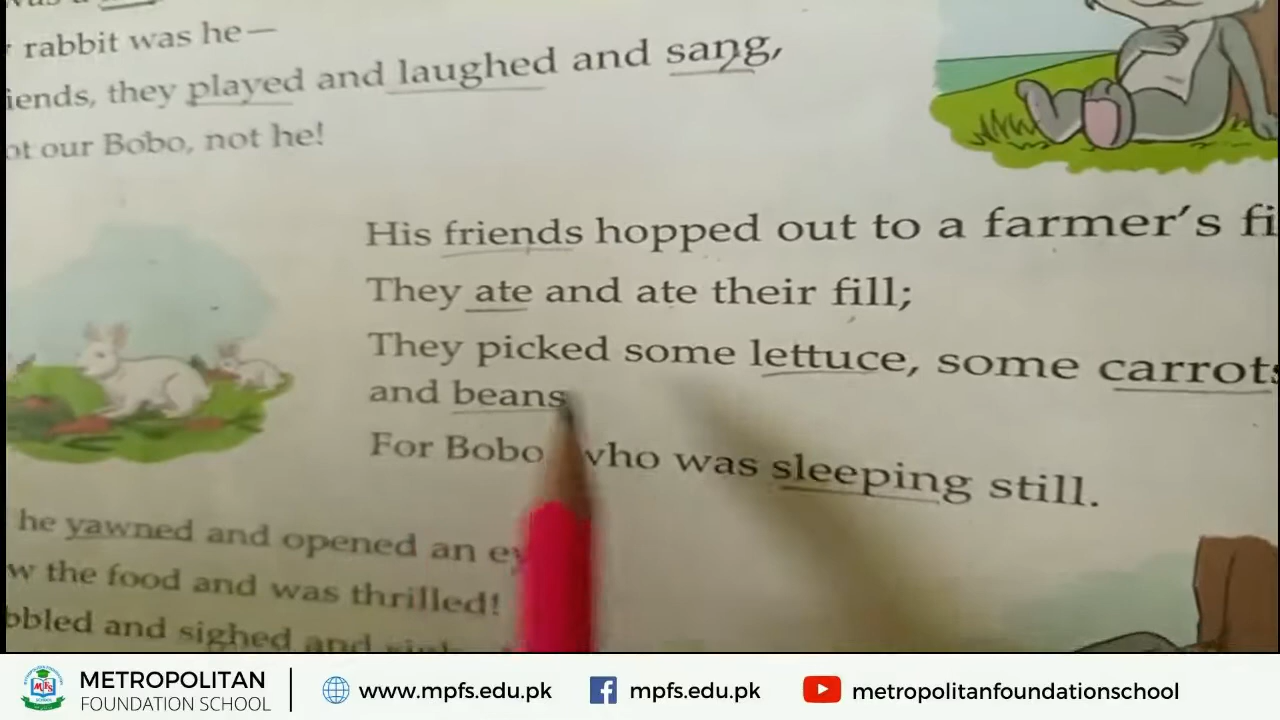 rabbit was he—
iends, they played and laughed and sang,
ot our Bobo, not he!
His friends hopped out to a farmer's fi
They ate and ate their fill;
They picked some lettuce, some carrots
and beans
For Bobo who was sleeping still.
he yawned and opened an ey
w the food and was thrilled!
bbled and sighed and
METROPOLITAN
FOUNDATION SCHOOL
www.mpfs.edu.pk
mpfs.edu.pk
metropolitanfoundationschool